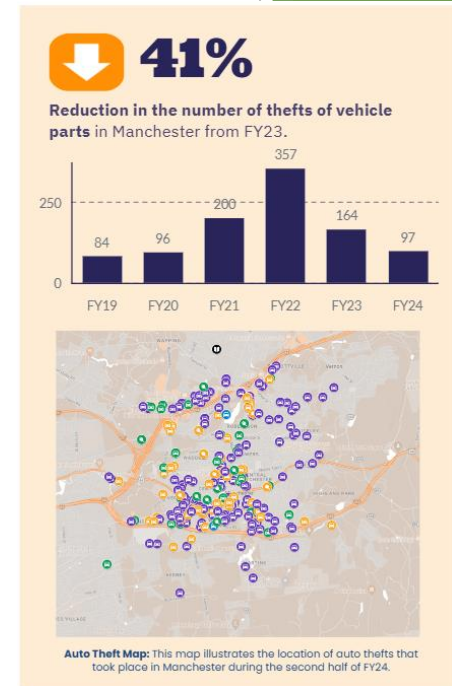 41%
Reduction in the number of thefts of vehicle
parts in Manchester from FY23.
357
250
200
164
84
96
97
0
FY19 FY20 FY21 FY22 FY23 FY24
Auto Theft Map: This map illustrates the location of auto thefts that
took place in Manchester during the second half of FY24.